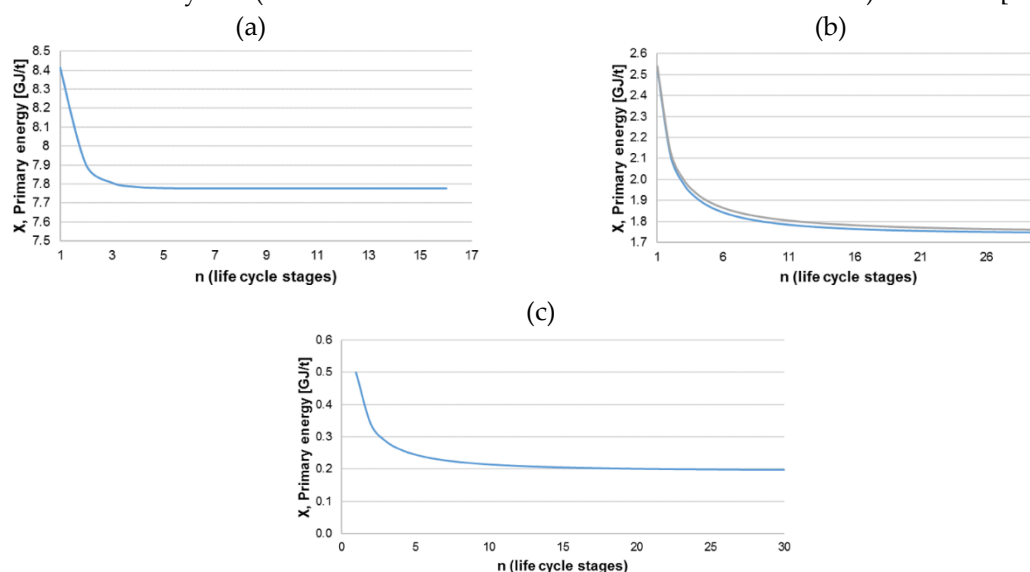 (a)
(b)
8.5
8.4
8.3
8.2
8.1
8
7.9
7.8
7.7
7.6
7.5
X, Primary energy [GJ/t]
1 3 5 7 9 11 13 15 17
n (life cycle stages)
2.6
2.5
2.4
2.3
2.2
2.1
2.0
1.9
1.8
1.7
X, Primary energy [GJ/t]
1 6 11 16 21 26
n (life cycle stages)
(c)
0.6
0.5
0.4
0.3
0.2
0.1
0.0
X, Primary energy [GJ/t]
0 5 10 15 20 25 30
n (life cycle stages)